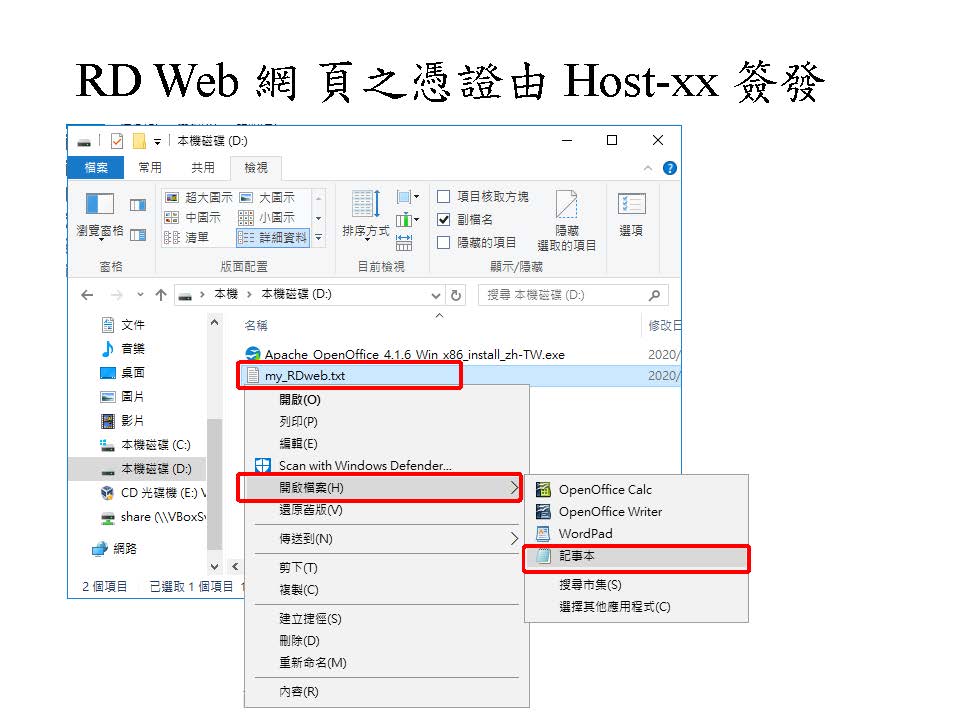 RD Web 網 頁之憑證由 Host-xx 簽發
本機磁碟 (D:)
檔案 常用 共用 檢視
瀏覽窗格
窗格
超大圖示 大圖示
中圖示 小圖示
清單 詳細資料
版面配置
排序方式
目前檢視
項目核取方塊
副檔名
隱藏的項目
隱藏
選取的項目
顯示/隱藏
選項
本機 › 本機磁碟 (D:)
搜尋 本機磁碟 (D:)
文件
音樂
桌面
圖片
影片
本機磁碟 (C:)
本機磁碟 (D:)
CD 光碟機 (E:) V
share (\\VBoxSv
網路
名稱 修改日
Apache_OpenOffice_4.1.6_Win_x86_install_zh-TW.exe 2020/
my_RDweb.txt 2020/
開啟(O)
列印(P)
編輯(E)
Scan with Windows Defender...
開啟檔案(H)
還原舊版(V)
傳送到(N)
剪下(T)
複製(C)
建立捷徑(S)
刪除(D)
重新命名(M)
內容(R)
OpenOffice Calc
OpenOffice Writer
WordPad
記事本
搜尋市集(S)
選擇其他應用程式(C)
2 個項目 已選取 1 個項目 1